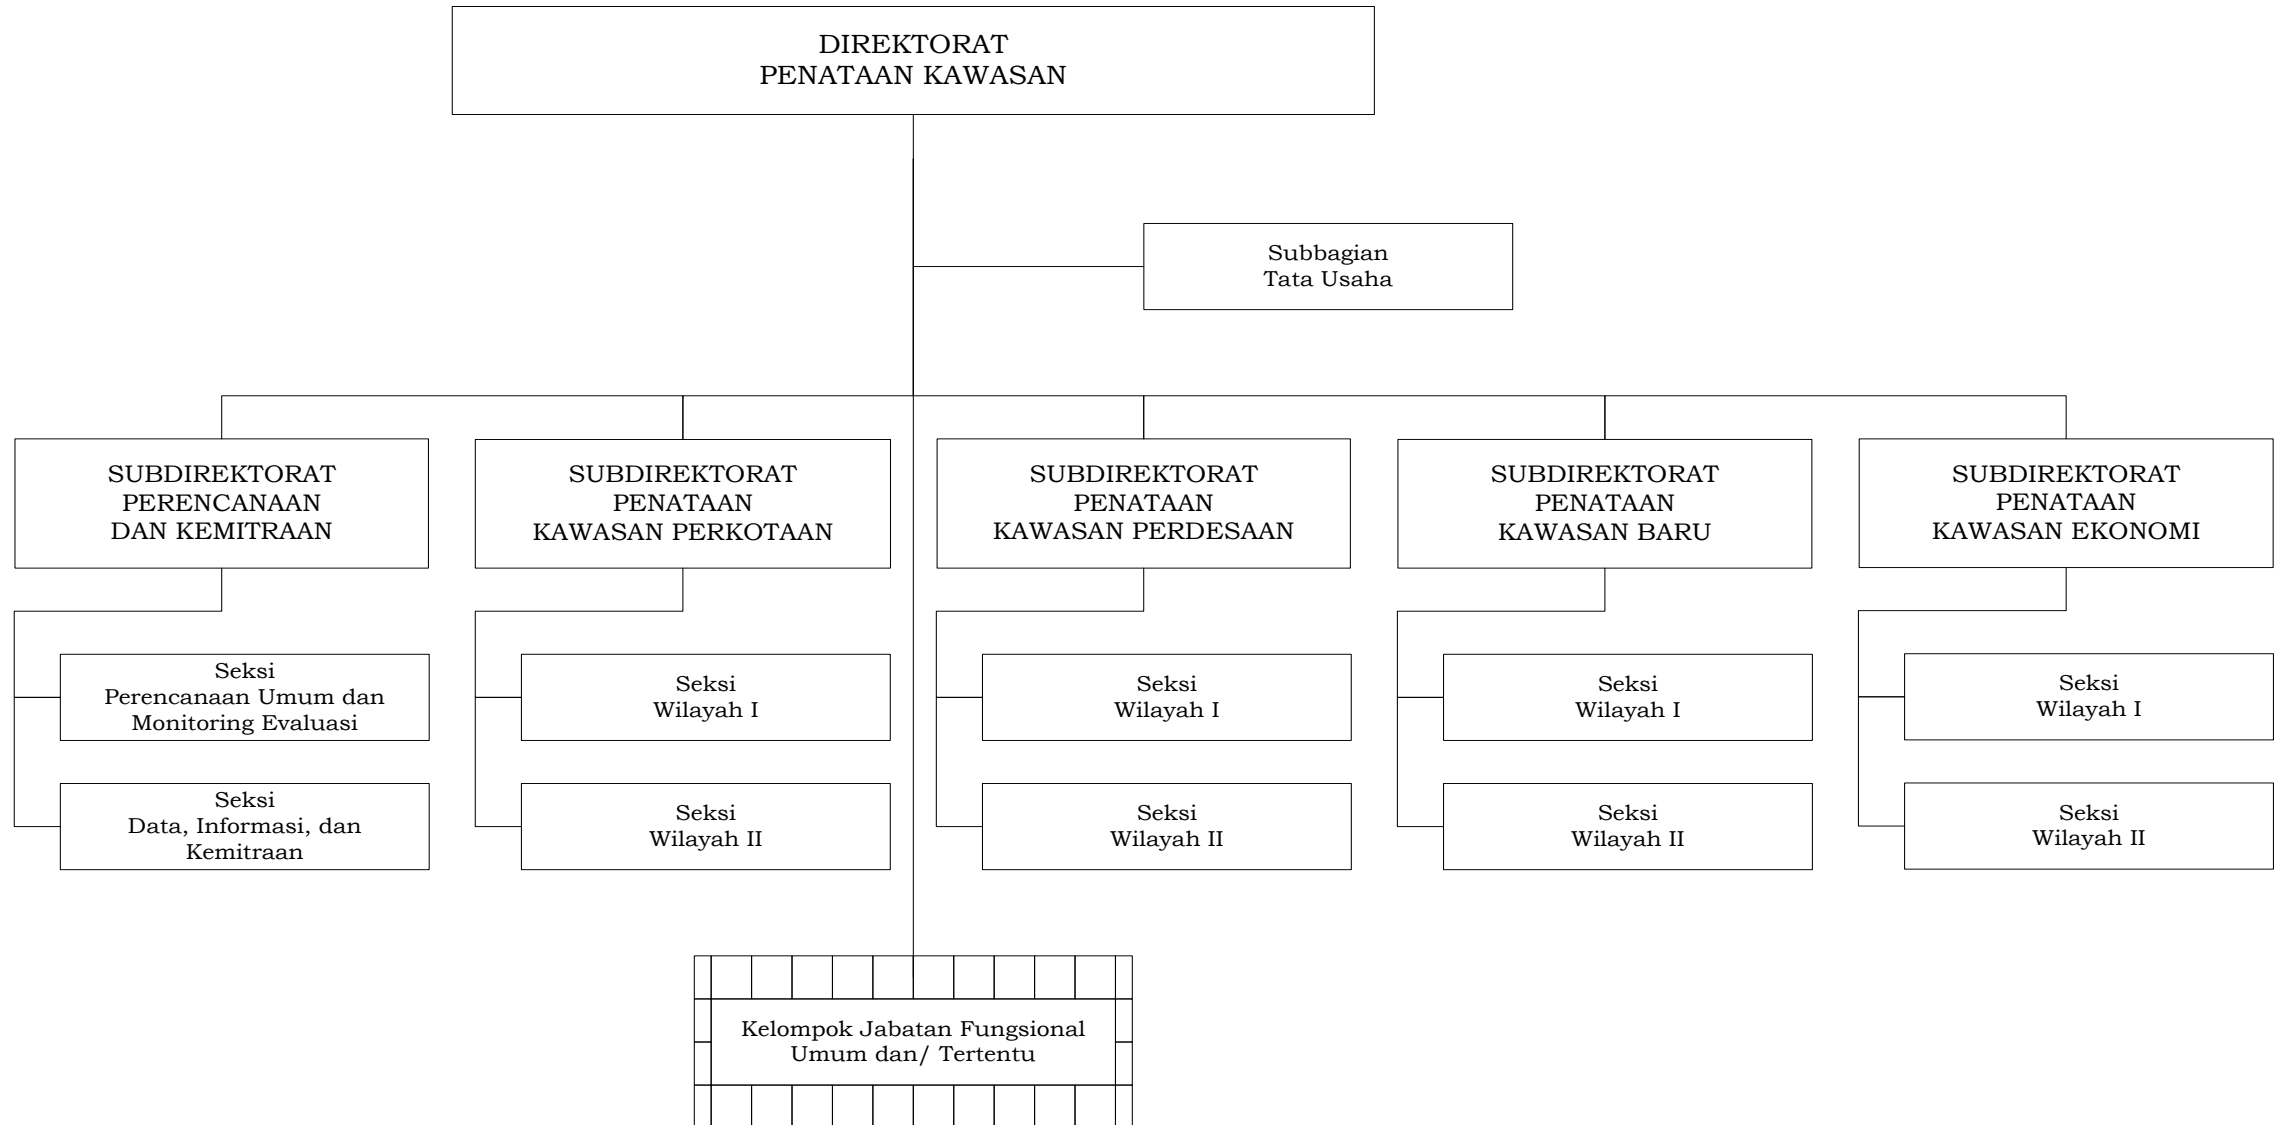 DIREKTORAT
PENATAAN KAWASAN
Subbagian
Tata Usaha
SUBDIREKTORAT
PERENCANAAN
DAN KEMITRAAN
SUBDIREKTORAT
PENATAAN
KAWASAN PERKOTAAN
SUBDIREKTORAT
PENATAAN
KAWASAN PERDESAAN
SUBDIREKTORAT
PENATAAN
KAWASAN BARU
SUBDIREKTORAT
PENATAAN
KAWASAN EKONOMI
Seksi
Perencanaan Umum dan
Monitoring Evaluasi
Seksi
Wilayah I
Seksi
Wilayah I
Seksi
Wilayah I
Seksi
Wilayah I
Seksi
Data, Informasi, dan
Kemitraan
Seksi
Wilayah II
Seksi
Wilayah II
Seksi
Wilayah II
Seksi
Wilayah II
Kelompok Jabatan Fungsional
Umum dan/ Tertentu